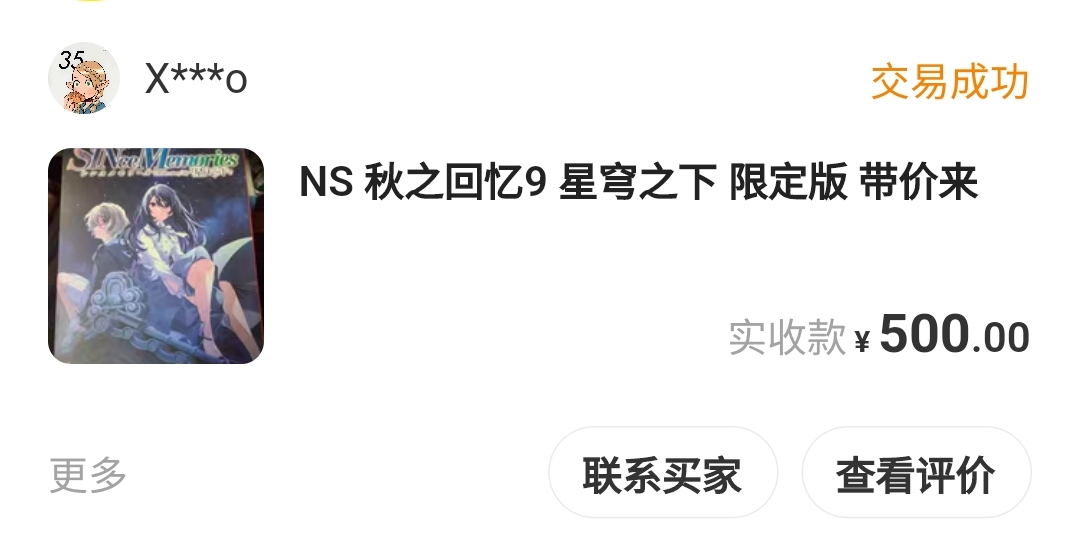 35
X***o
交易成功
SINce Memories
NS 秋之回忆9 星穹之下 限定版 带价来
实收款 ¥ 500.00
更多
联系买家
查看评价